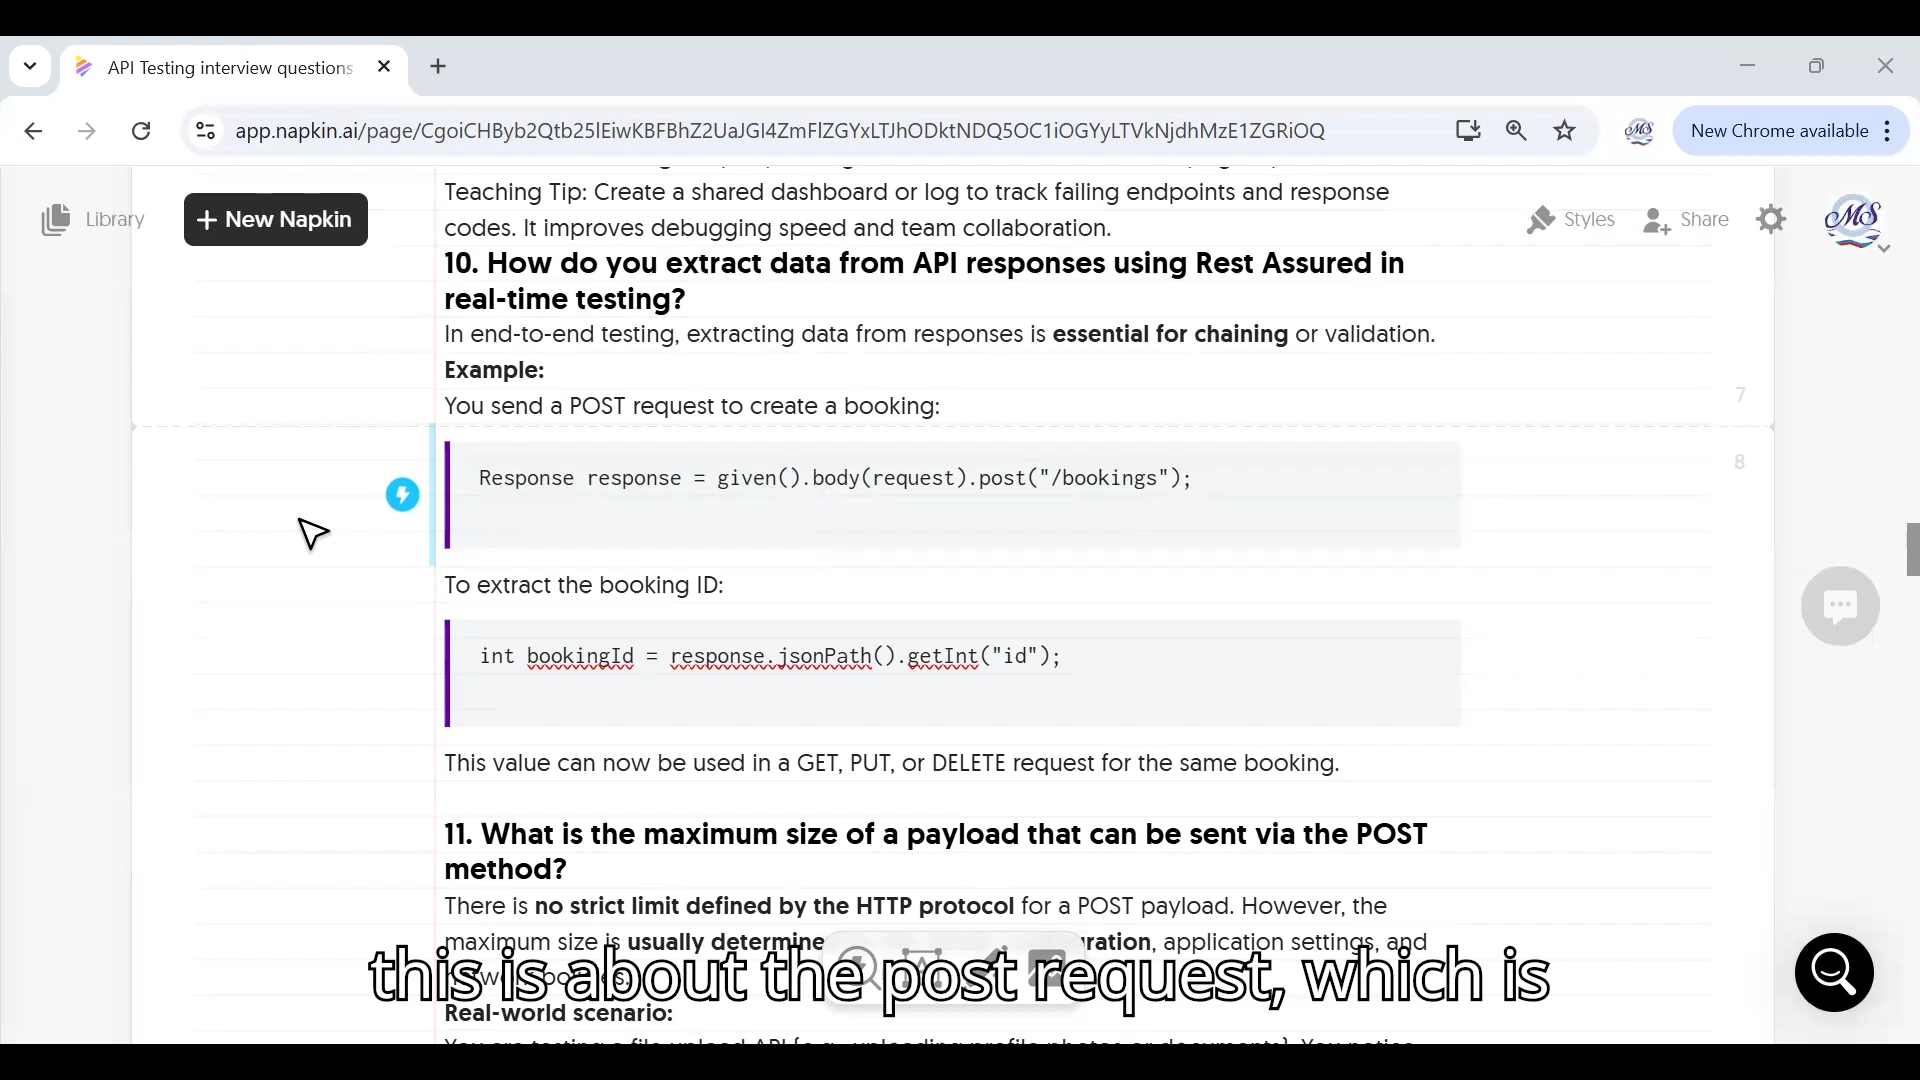 API Testing interview questions
app.napkin.ai/page/CgoiCHByb2Qtb25lEiwKBFBhZ2UaJGI4ZmFlZGYxLTJhODktNDQ5OC1iOGYyLTVkNjdhMzE1ZGRiOQ
New Chrome available
Library
+ New Napkin
Styles
Share
MS
Teaching Tip: Create a shared dashboard or log to track failing endpoints and response
codes. It improves debugging speed and team collaboration.
10. How do you extract data from API responses using Rest Assured in
real-time testing?
In end-to-end testing, extracting data from responses is essential for chaining or validation.
Example:
You send a POST request to create a booking:
7
8
Response response = given().body(request).post("/bookings");
To extract the booking ID:
int bookingId = response.jsonPath().getInt("id");
This value can now be used in a GET, PUT, or DELETE request for the same booking.
11. What is the maximum size of a payload that can be sent via the POST
method?
There is no strict limit defined by the HTTP protocol for a POST payload. However, the
maximum size is usually determine
, application settings, and
this is about the post request, which is
Real-world scenario: